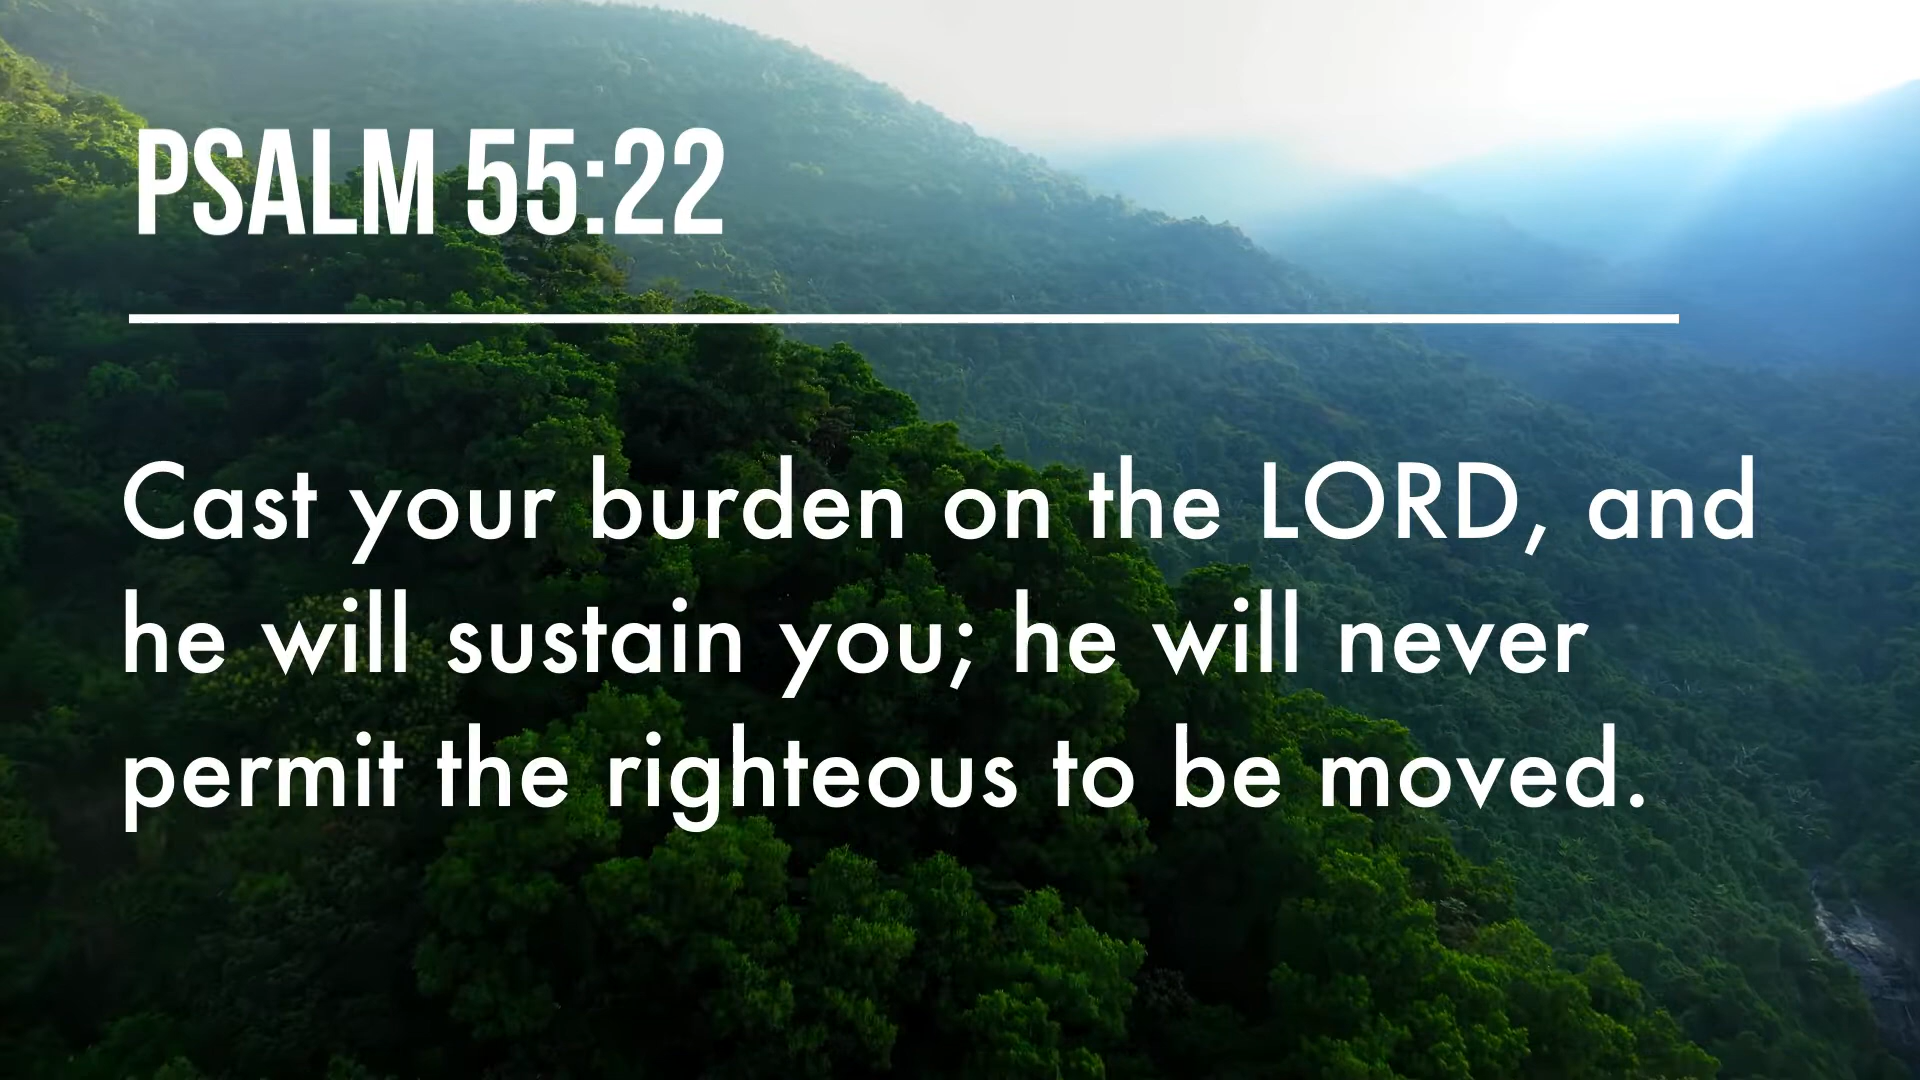 PSALM 55:22
Cast your burden on the LORD, and
he will sustain you; he will never
permit the righteous to be moved.